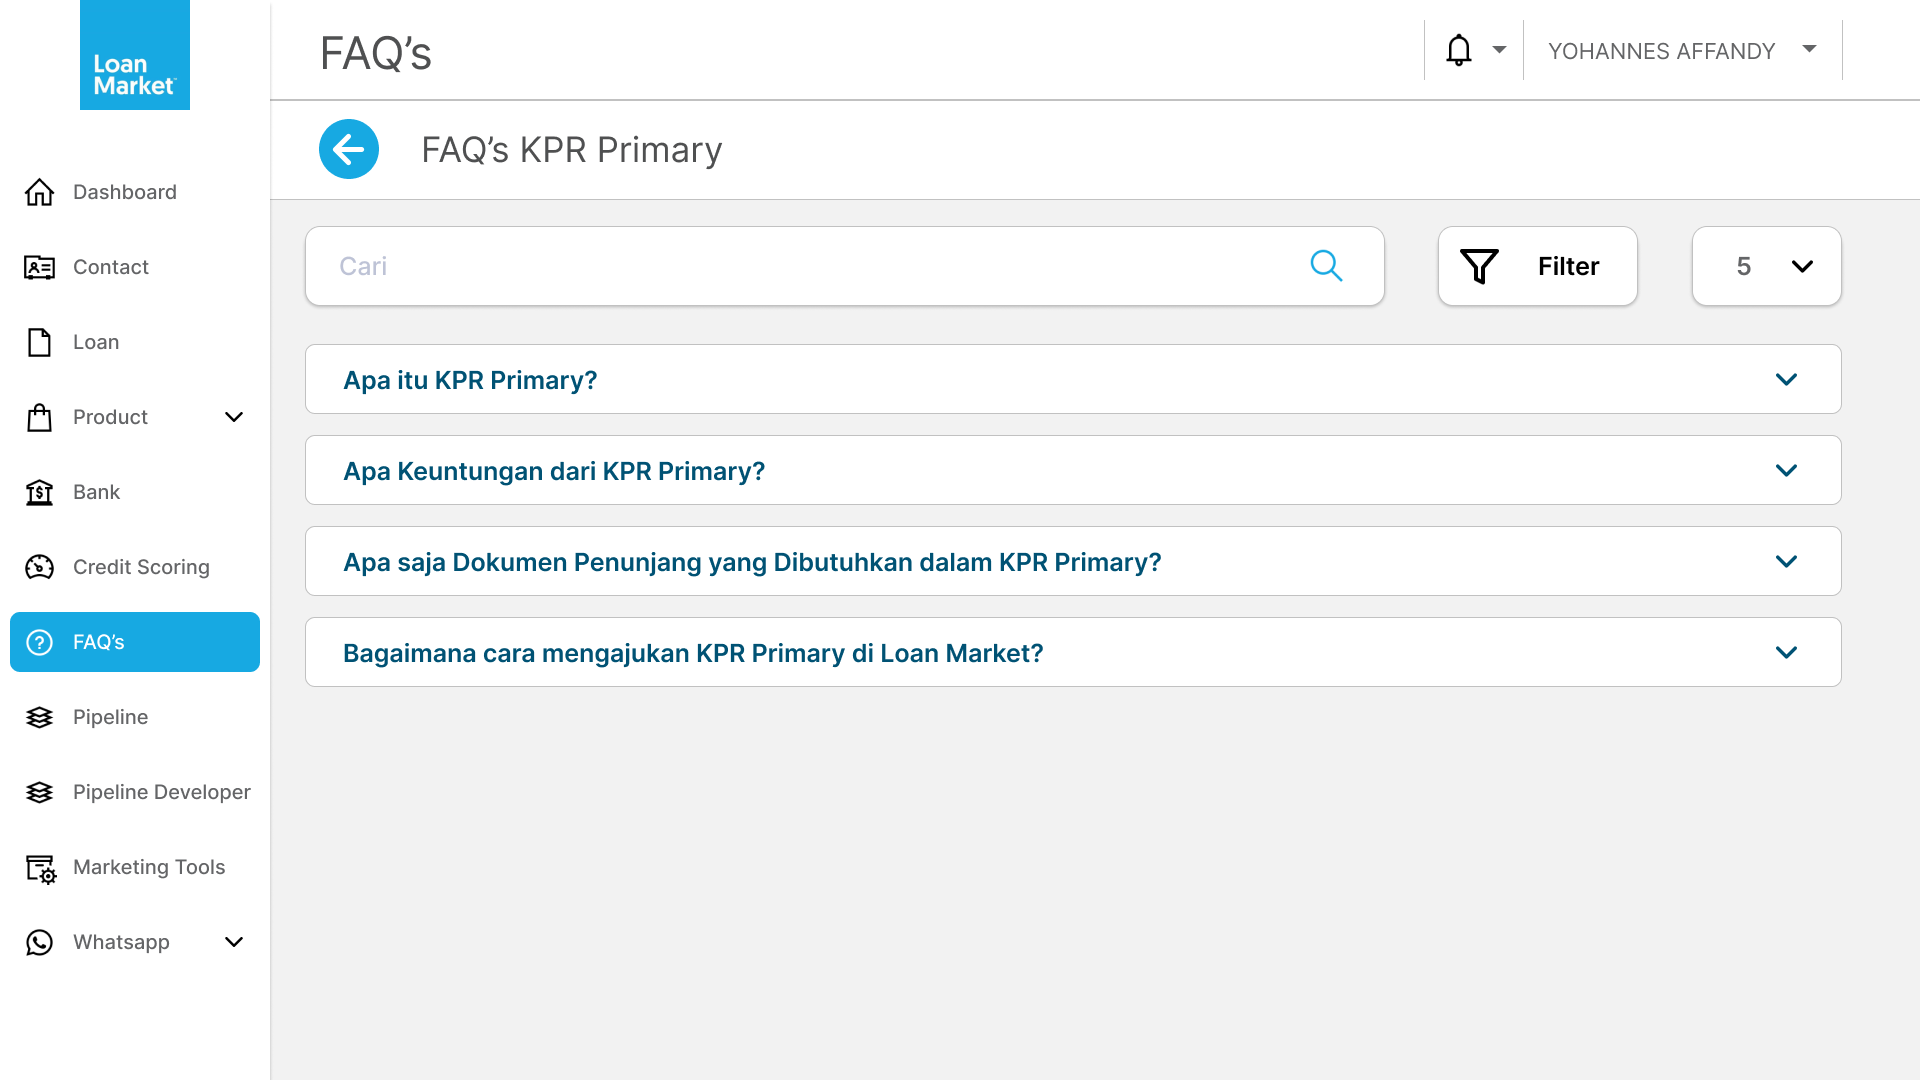 Loan
Market
FAQ’s
YOHANNES AFFANDY
FAQ’s KPR Primary
Dashboard
Contact
Loan
Product
Bank
Credit Scoring
FAQ’s
Pipeline
Pipeline Developer
Marketing Tools
Whatsapp
Cari
Filter
5
Apa itu KPR Primary?
Apa Keuntungan dari KPR Primary?
Apa saja Dokumen Penunjang yang Dibutuhkan dalam KPR Primary?
Bagaimana cara mengajukan KPR Primary di Loan Market?